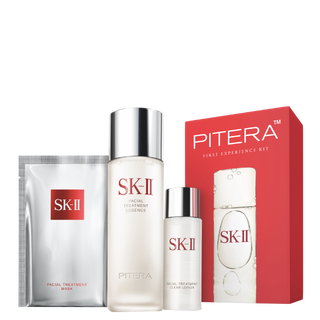 SK-II
FACIAL TREATMENT
MASK
SK-II
FACIAL
TREATMENT
ESSENCE
PITERA
SK-II
FACIAL TREATMENT
CLEAR LOTION
PITERA™
FIRST EXPERIENCE KIT
SK-II